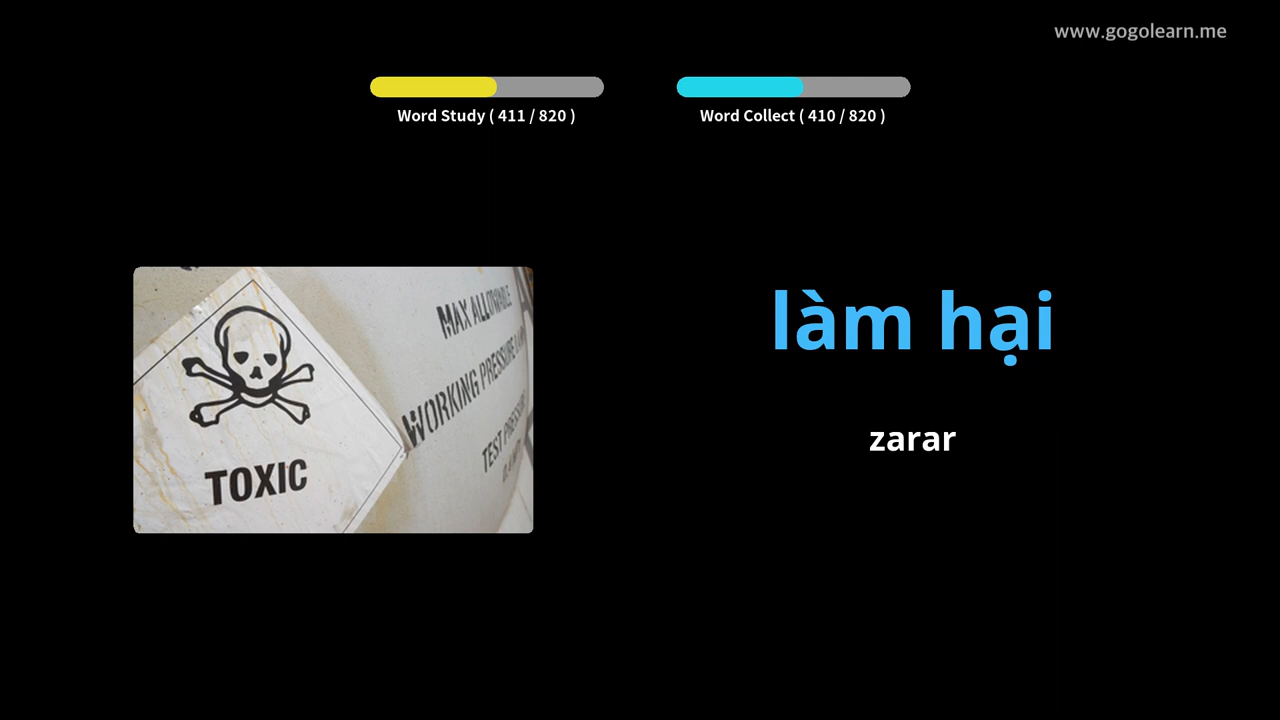 www.gogolearn.me
Word Study ( 411 / 820 )
Word Collect ( 410 / 820 )
làm hại
zarar
MAX ALLOWABLE
WORKING PRESSURE
TEST PRESSURE
TOXIC